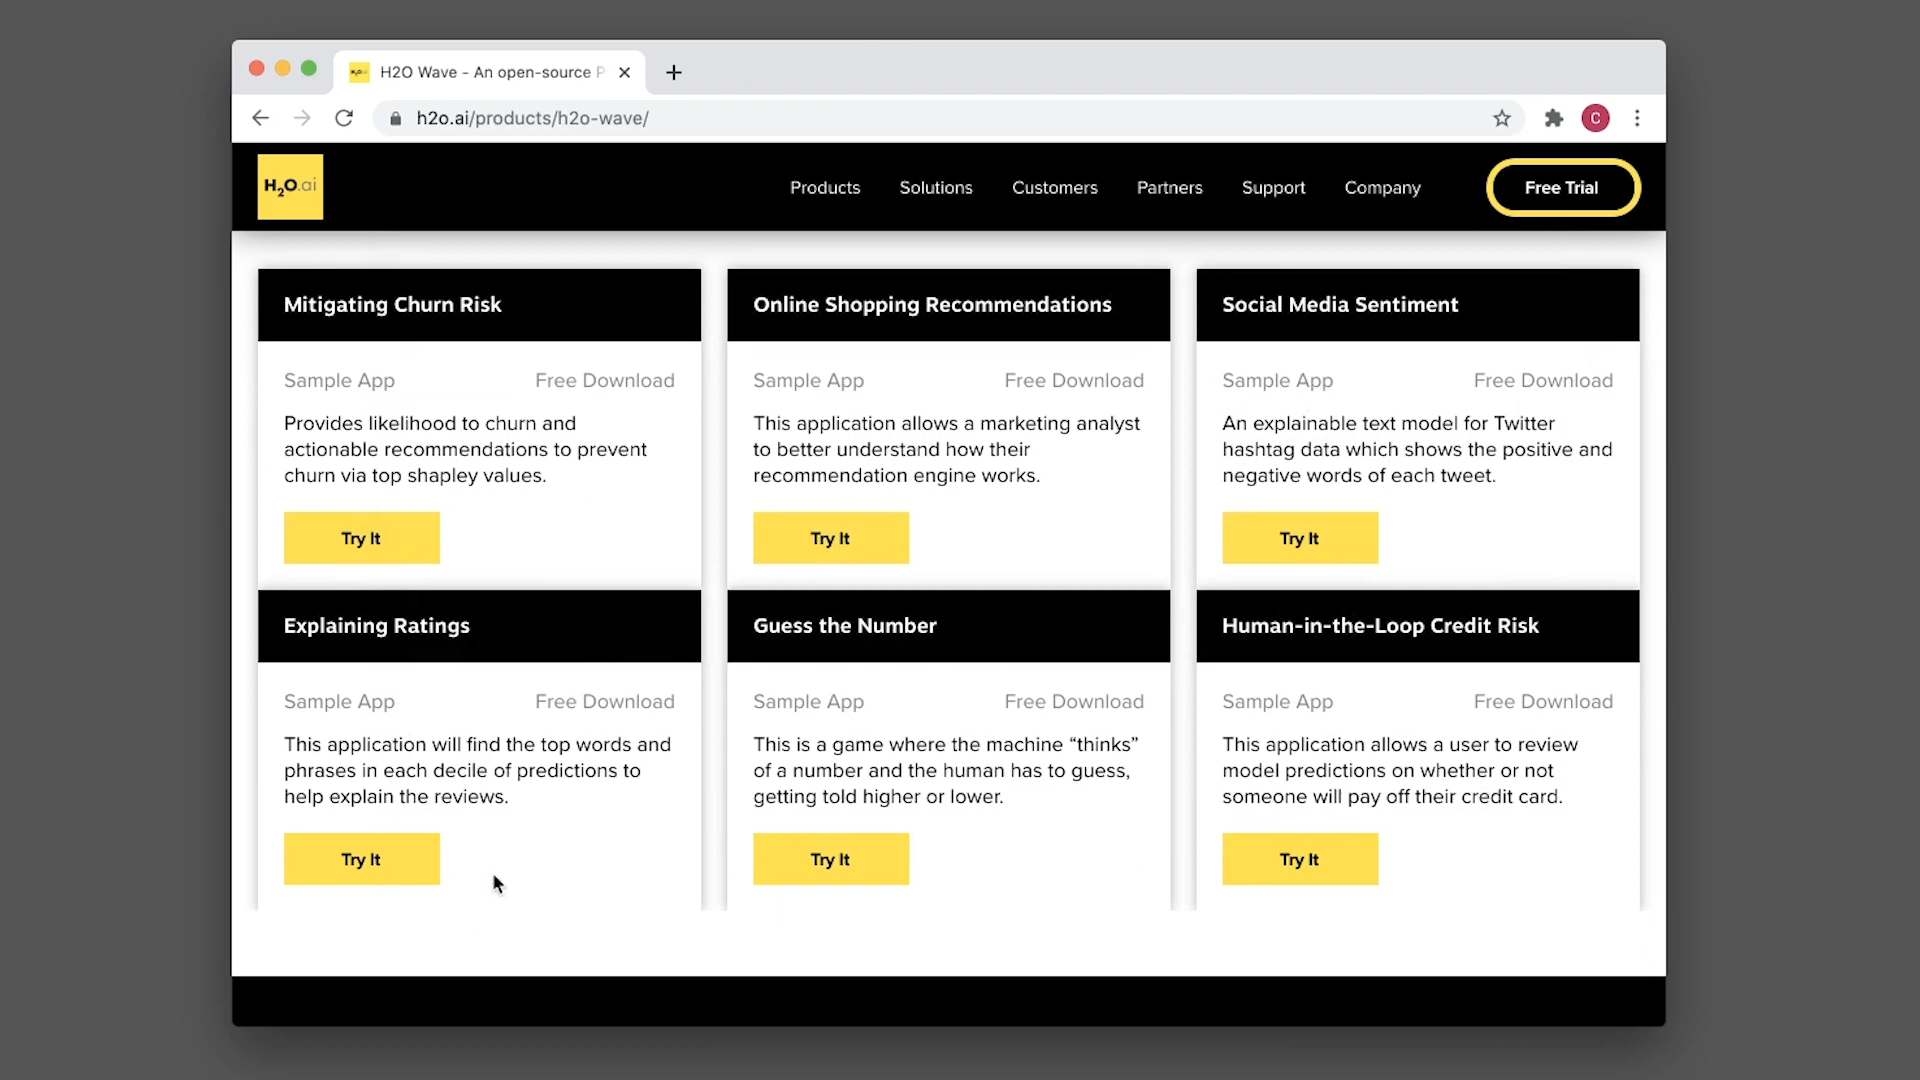 H2O Wave - An open-source P
h2o.ai/products/h2o-wave/
C
H2O.ai
Products
Solutions
Customers
Partners
Support
Company
Free Trial
Mitigating Churn Risk
Sample App
Free Download
Provides likelihood to churn and
actionable recommendations to prevent
churn via top shapley values.
Try It
Online Shopping Recommendations
Sample App
Free Download
This application allows a marketing analyst
to better understand how their
recommendation engine works.
Try It
Social Media Sentiment
Sample App
Free Download
An explainable text model for Twitter
hashtag data which shows the positive and
negative words of each tweet.
Try It
Explaining Ratings
Sample App
Free Download
This application will find the top words and
phrases in each decile of predictions to
help explain the reviews.
Try It
Guess the Number
Sample App
Free Download
This is a game where the machine “thinks”
of a number and the human has to guess,
getting told higher or lower.
Try It
Human-in-the-Loop Credit Risk
Sample App
Free Download
This application allows a user to review
model predictions on whether or not
someone will pay off their credit card.
Try It